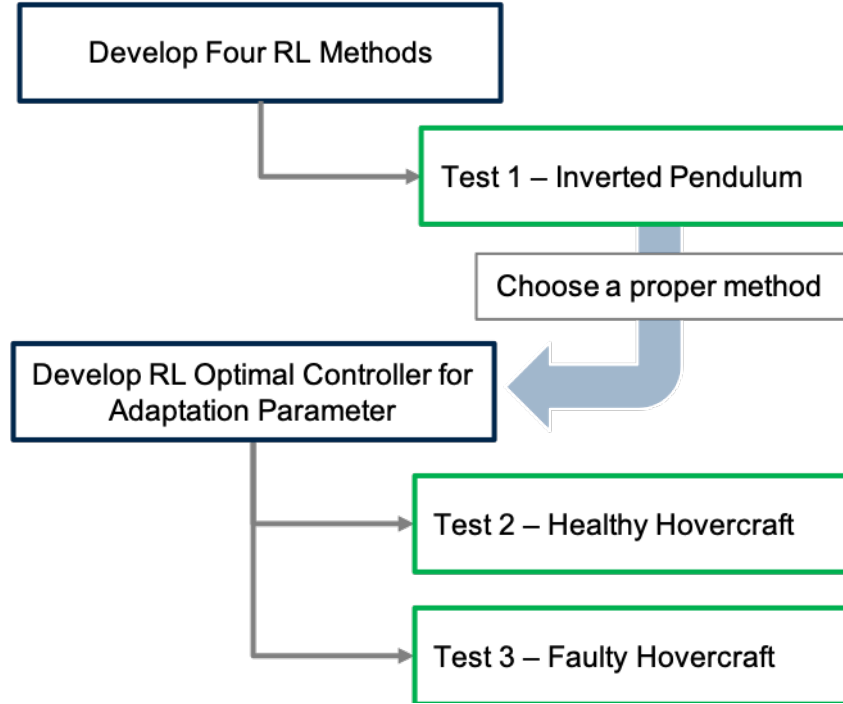 Develop Four RL Methods
Test 1 – Inverted Pendulum
Choose a proper method
Develop RL Optimal Controller for
Adaptation Parameter
Test 2 – Healthy Hovercraft
Test 3 – Faulty Hovercraft